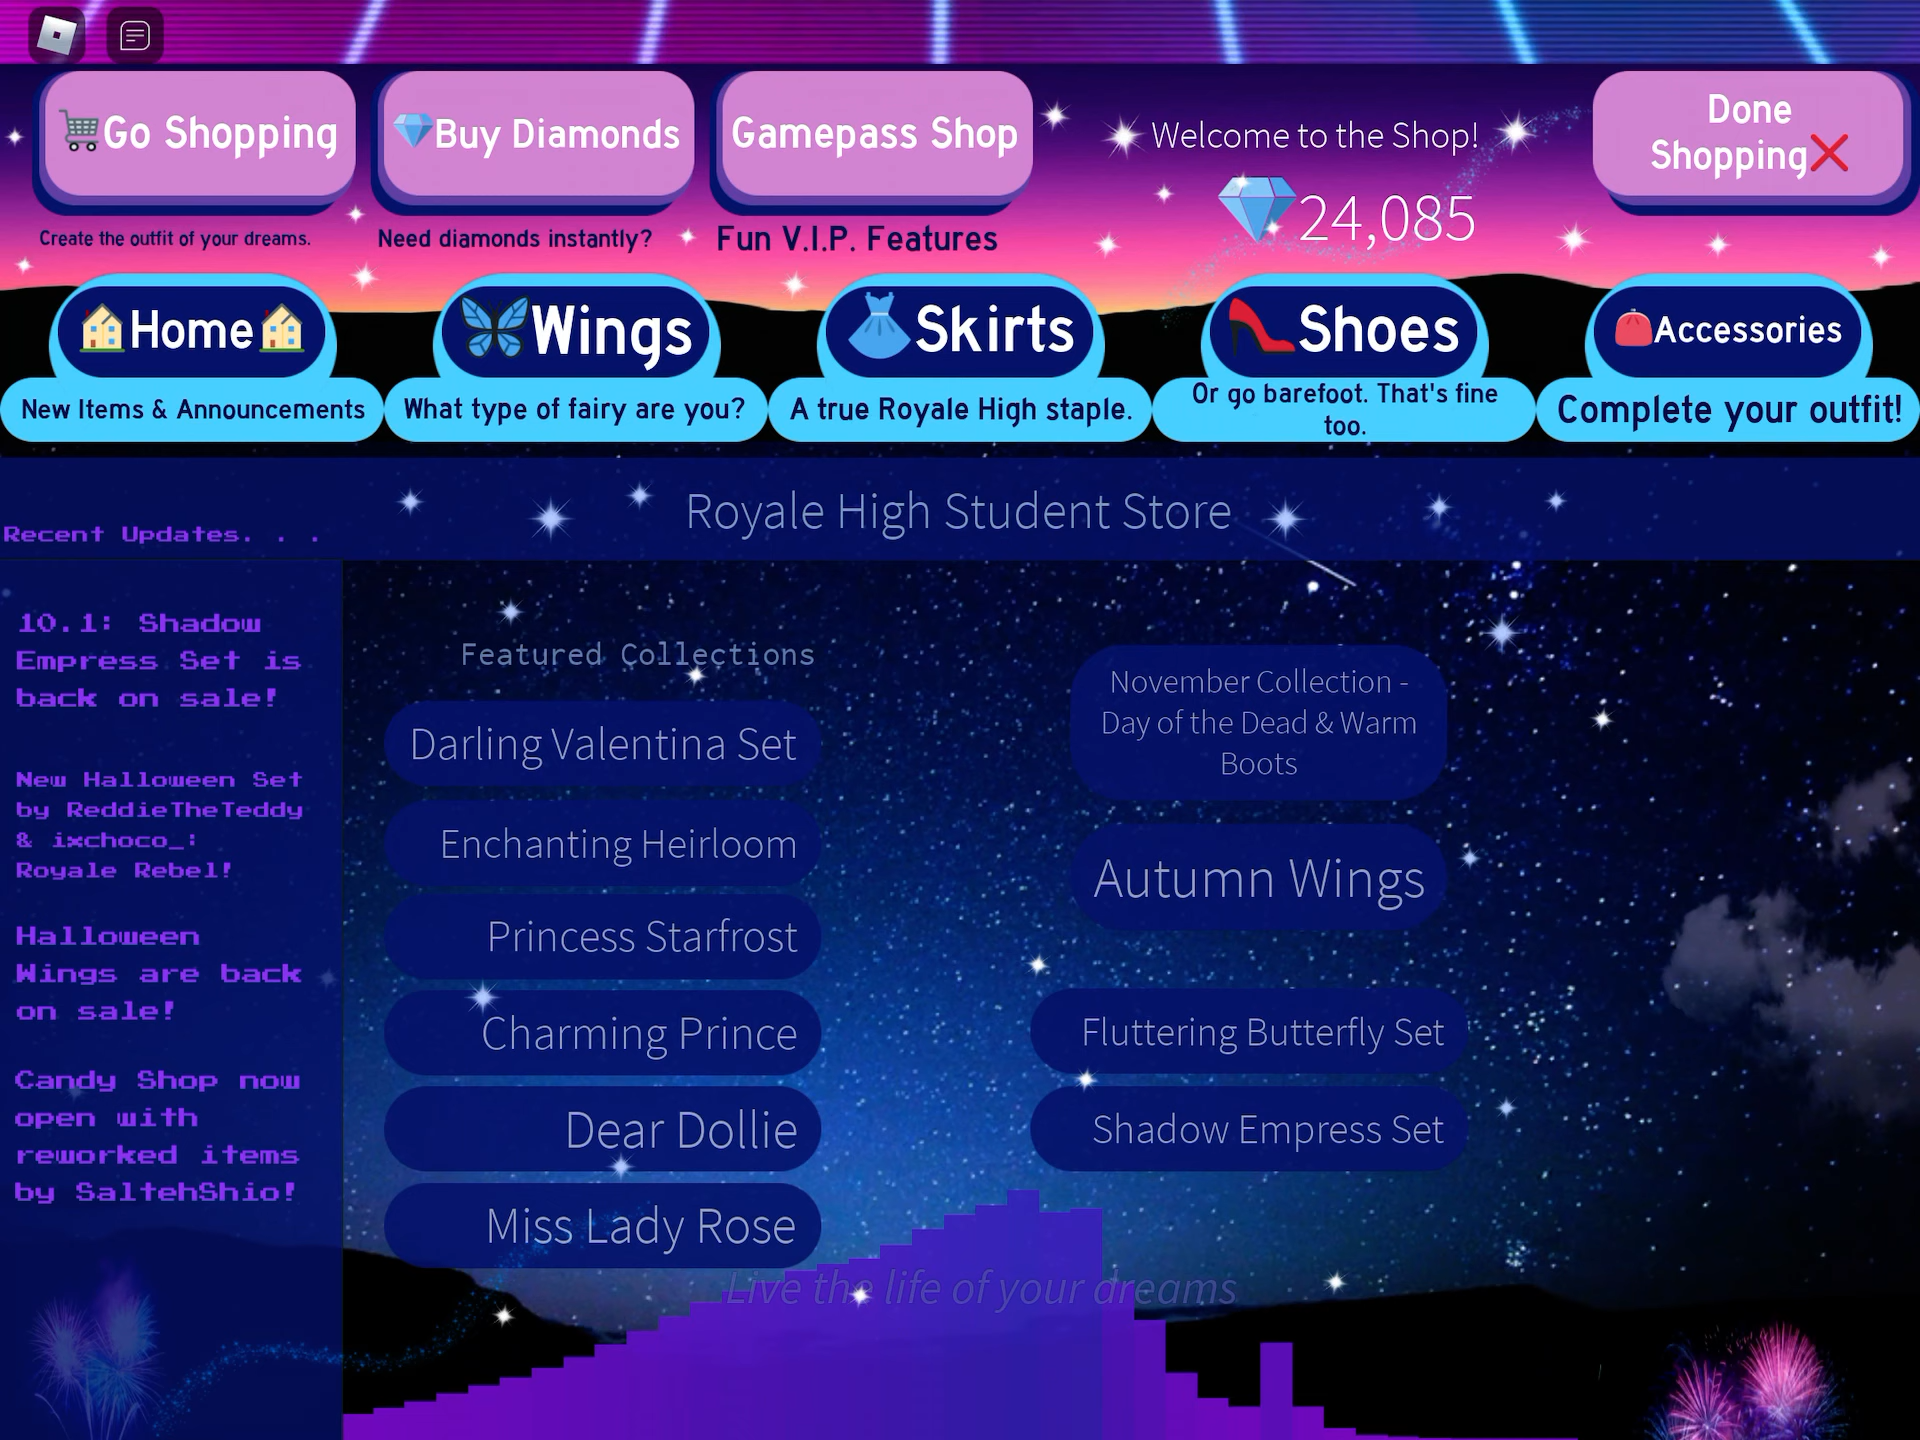 Go Shopping
Buy Diamonds
Gamepass Shop
Welcome to the Shop!
24,085
Done
Shopping
Create the outfit of your dreams.
Need diamonds instantly?
Fun V.I.P. Features
Home
Wings
Skirts
Shoes
Accessories
New Items & Announcements
What type of fairy are you?
A true Royale High staple.
Or go barefoot. That's fine
too.
Complete your outfit!
Royale High Student Store
Recent Updates. . .
10.1: Shadow
Empress Set is
back on sale!
New Halloween Set
by ReddieTheTeddy
& ixchoco_:
Royale Rebel!
Halloween
Wings are back
on sale!
Candy Shop now
open with
reworked items
by SaltehShio!
Featured Collections
Darling Valentina Set
Enchanting Heirloom
Princess Starfrost
Charming Prince
Dear Dollie
Miss Lady Rose
November Collection -
Day of the Dead & Warm
Boots
Autumn Wings
Fluttering Butterfly Set
Shadow Empress Set
Live the life of your dreams